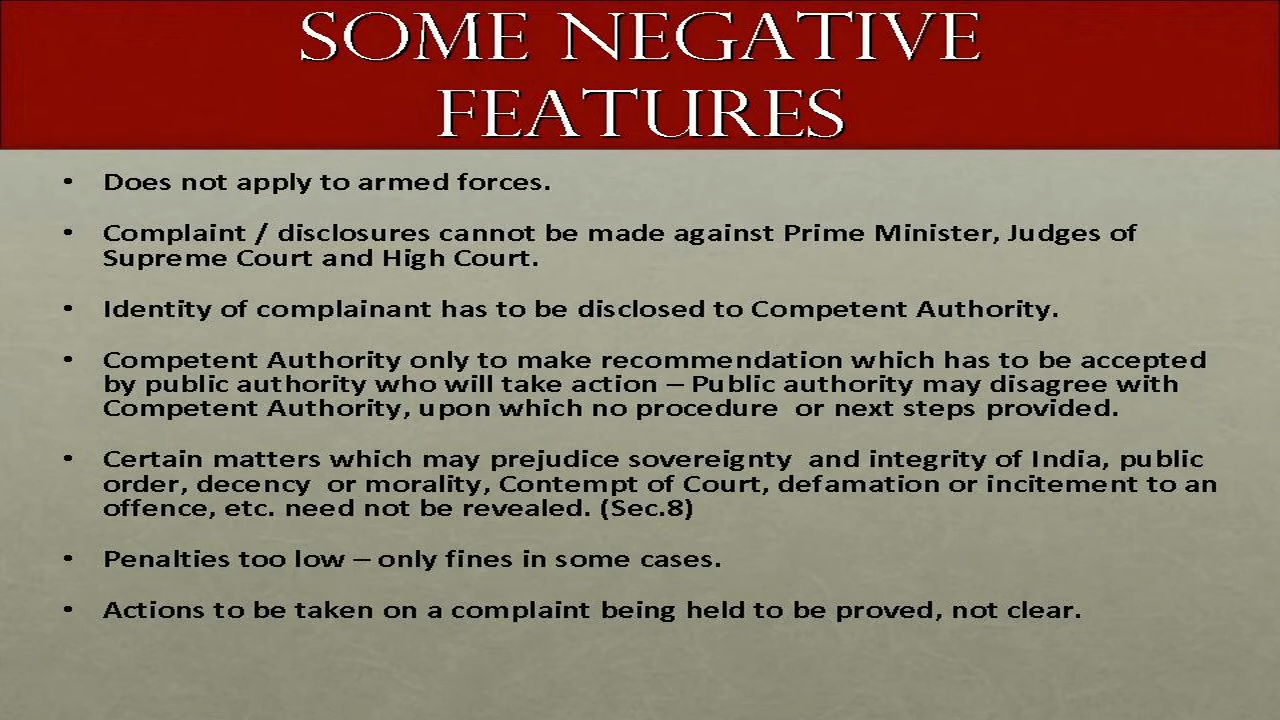 SOME NEGATIVE
FEATURES
• Does not apply to armed forces.
• Complaint / disclosures cannot be made against Prime Minister, Judges of
Supreme Court and High Court.
• Identity of complainant has to be disclosed to Competent Authority.
• Competent Authority only to make recommendation which has to be accepted
by public authority who will take action – Public authority may disagree with
Competent Authority, upon which no procedure  or next steps provided.
• Certain matters which may prejudice sovereignty  and integrity of India, public
order, decency  or morality, Contempt of Court, defamation or incitement to an
offence, etc. need not be revealed. (Sec.8)
• Penalties too low – only fines in some cases.
• Actions to be taken on a complaint being held to be proved, not clear.